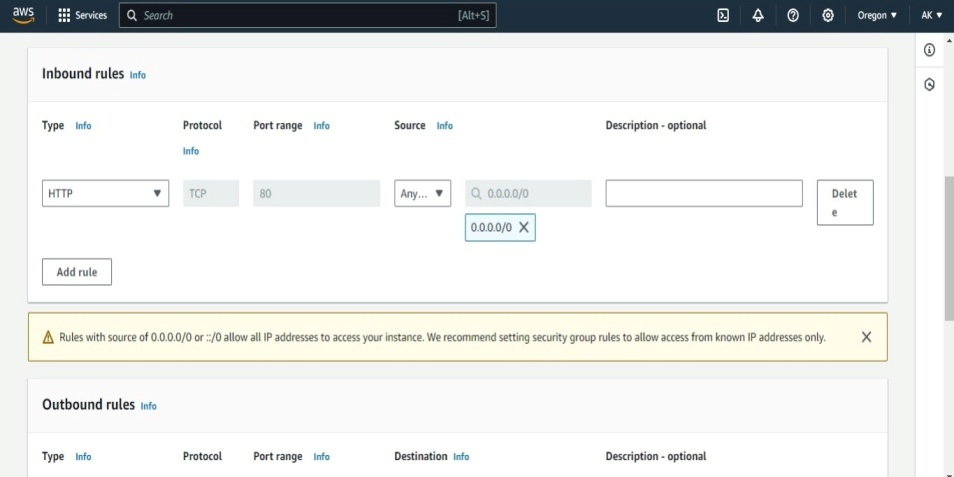 aws Services Search [Alt+S] Oregon ▼ AK ▼
Inbound rules Info
Type Info Protocol Port range Info Source Info Description - optional
Info
HTTP TCP 80 Any... 0.0.0.0/0 Delet
e
0.0.0.0/0
Add rule
Rules with source of 0.0.0.0/0 or ::/0 allow all IP addresses to access your instance. We recommend setting security group rules to allow access from known IP addresses only.
Outbound rules Info
Type Info Protocol Port range Info Destination Info Description - optional